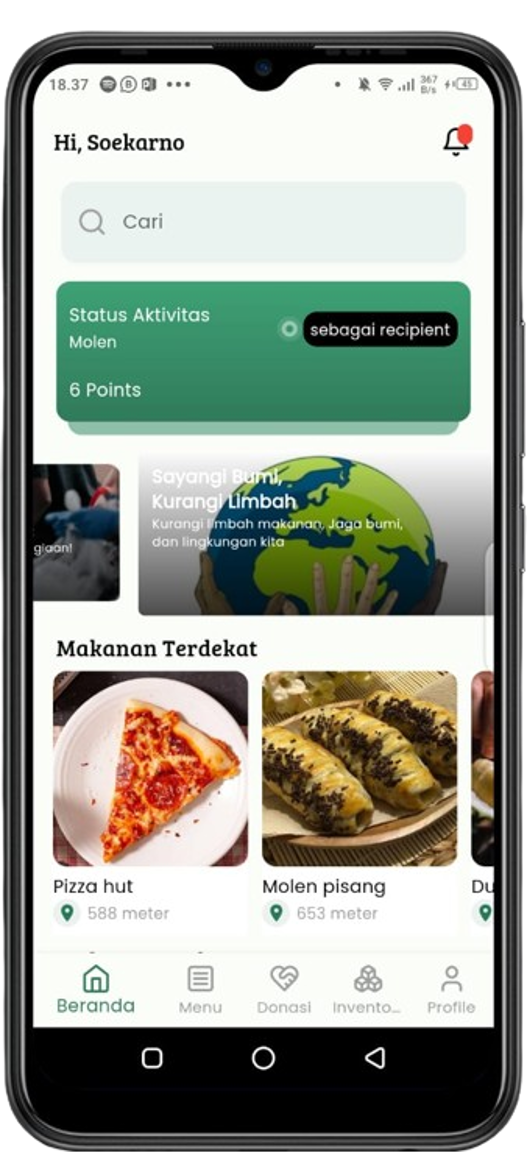 18.37
367
B/s
45
Hi, Soekarno
Cari
Status Aktivitas
Molen
sebagai recipient
6 Points
giaan!
Sayangi Bumi,
Kurangi Limbah
Kurangi limbah makanan, Jaga bumi,
dan lingkungan kita
Makanan Terdekat
Pizza hut
Molen pisang
Du
588 meter
653 meter
Beranda
Menu
Donasi
Invento...
Profile